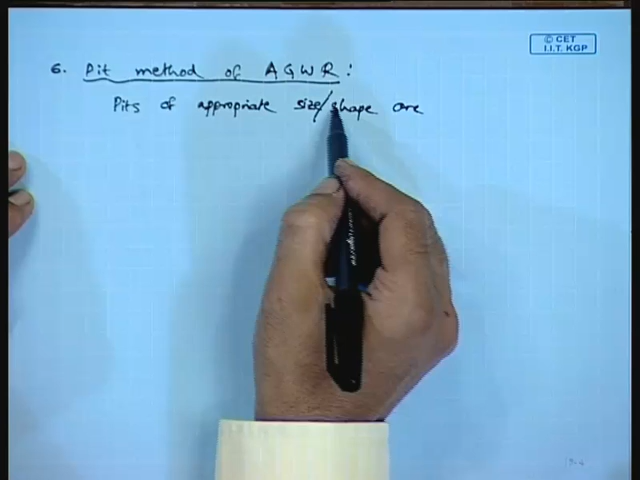 © CET
I.I.T. KGP
6. Pit method of AGWR:
Pits of appropriate size/shape are